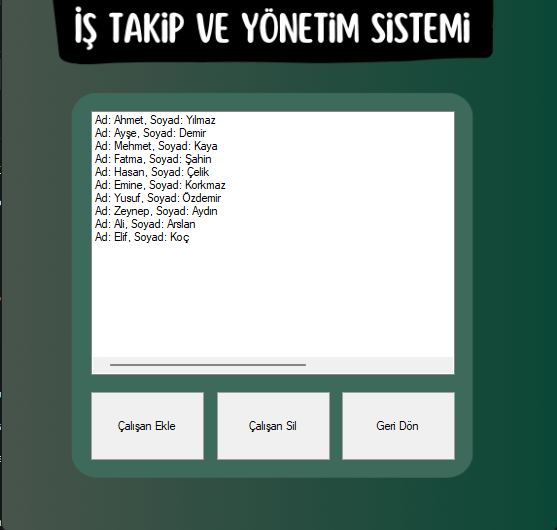 İŞ TAKİP VE YÖNETİM SİSTEMİ
Ad: Ahmet, Soyad: Yılmaz
Ad: Ayşe, Soyad: Demir
Ad: Mehmet, Soyad: Kaya
Ad: Fatma, Soyad: Şahin
Ad: Hasan, Soyad: Çelik
Ad: Emine, Soyad: Korkmaz
Ad: Yusuf, Soyad: Özdemir
Ad: Zeynep, Soyad: Aydın
Ad: Ali, Soyad: Arslan
Ad: Elif, Soyad: Koç
Çalışan Ekle
Çalışan Sil
Geri Dön